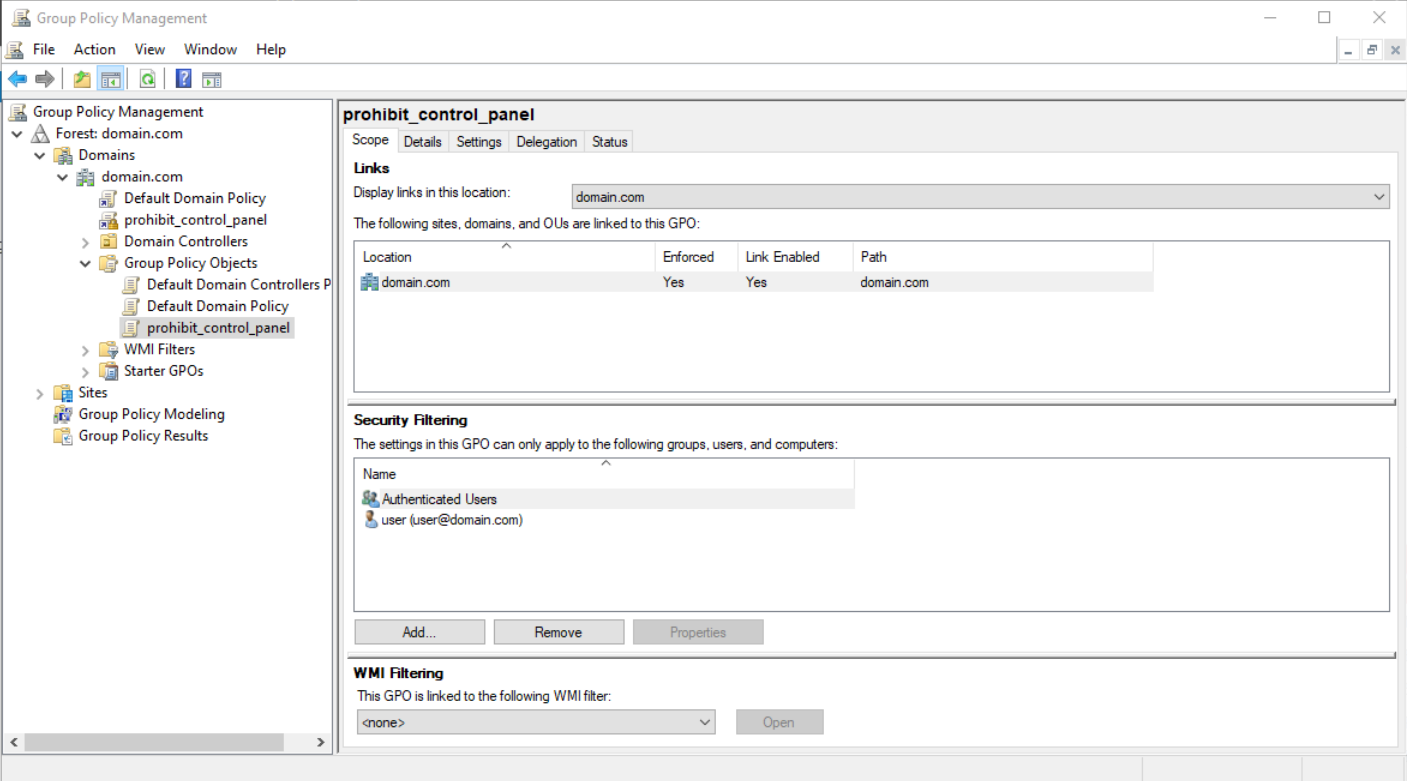 Group Policy Management
File Action View Window Help
Group Policy Management
Forest: domain.com
Domains
domain.com
Default Domain Policy
prohibit_control_panel
Domain Controllers
Group Policy Objects
Default Domain Controllers P
Default Domain Policy
prohibit_control_panel
WMI Filters
Starter GPOs
Sites
Group Policy Modeling
Group Policy Results
prohibit_control_panel
Scope Details Settings Delegation Status
Links
Display links in this location: domain.com
The following sites, domains, and OUs are linked to this GPO:
Location Enforced Link Enabled Path
domain.com Yes Yes domain.com
Security Filtering
The settings in this GPO can only apply to the following groups, users, and computers:
Name
Authenticated Users
user (user@domain.com)
Add... Remove Properties
WMI Filtering
This GPO is linked to the following WMI filter:
<none> Open